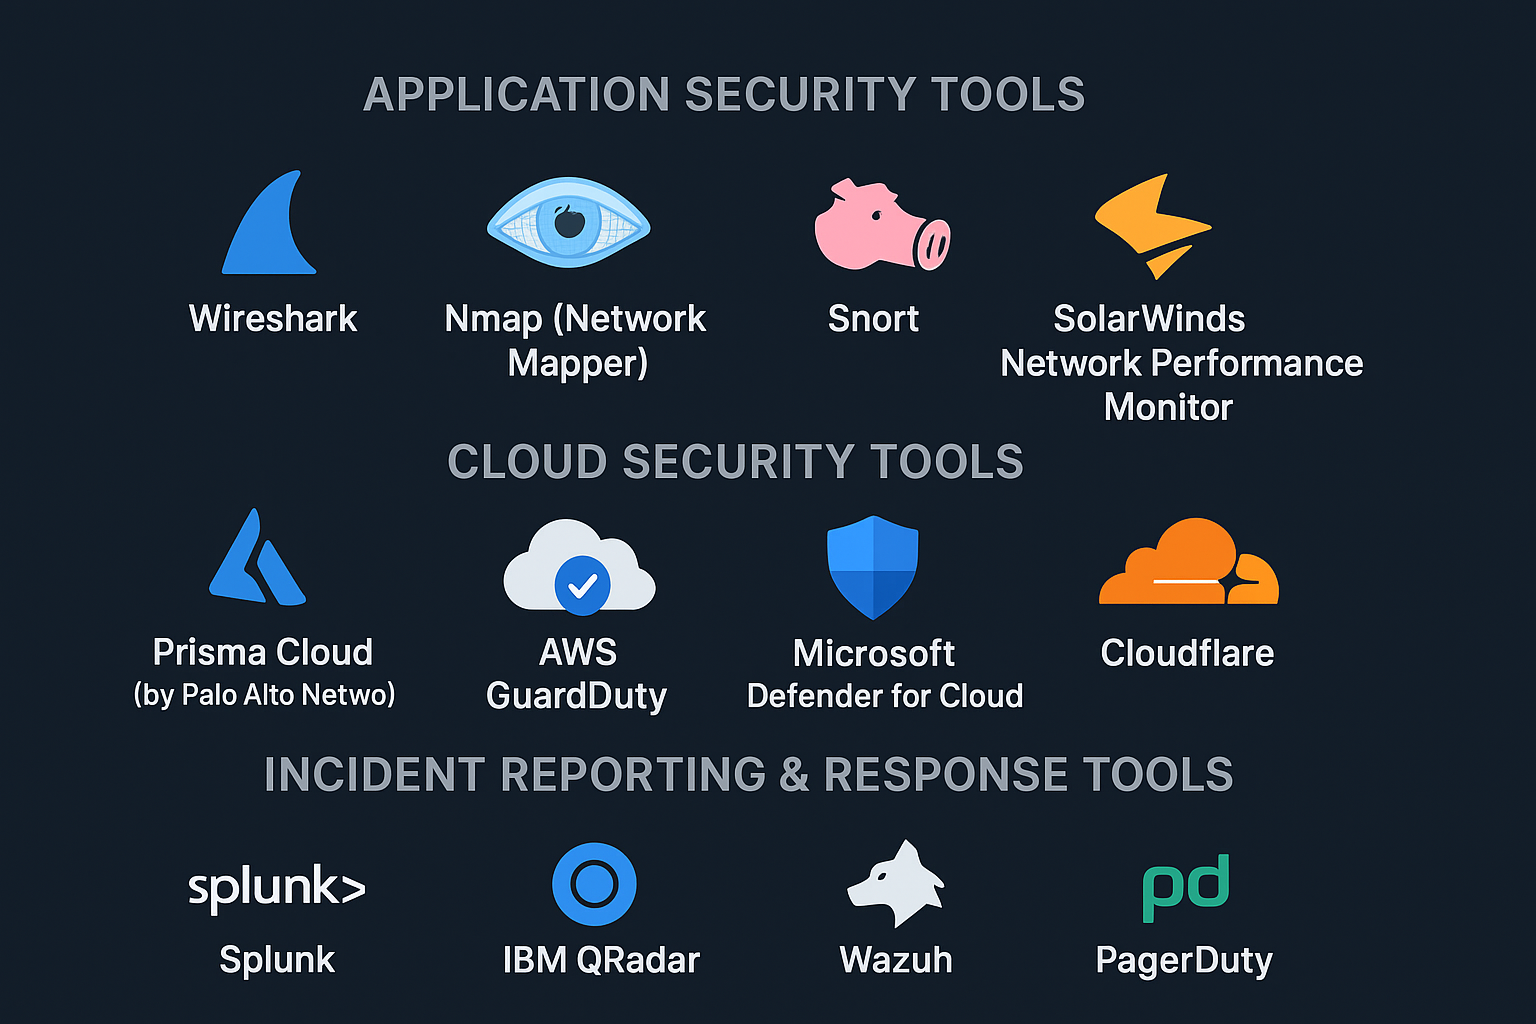 APPLICATION SECURITY TOOLS
Wireshark
Nmap (Network
Mapper)
Snort
SolarWinds
Network Performance
Monitor
CLOUD SECURITY TOOLS
Prisma Cloud
(by Palo Alto Netwo)
AWS
GuardDuty
Microsoft
Defender for Cloud
Cloudflare
INCIDENT REPORTING & RESPONSE TOOLS
splunk>
Splunk
IBM QRadar
Wazuh
pd
PagerDuty